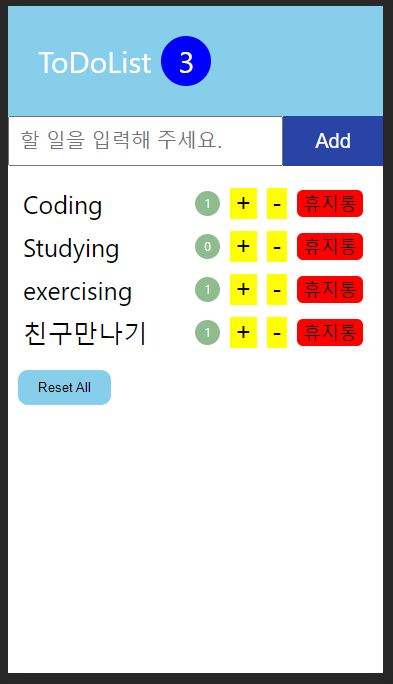 ToDoList 3
할 일을 입력해 주세요. Add
Coding 1 + - 휴지통
Studying 0 + - 휴지통
exercising 1 + - 휴지통
친구만나기 1 + - 휴지통
Reset All